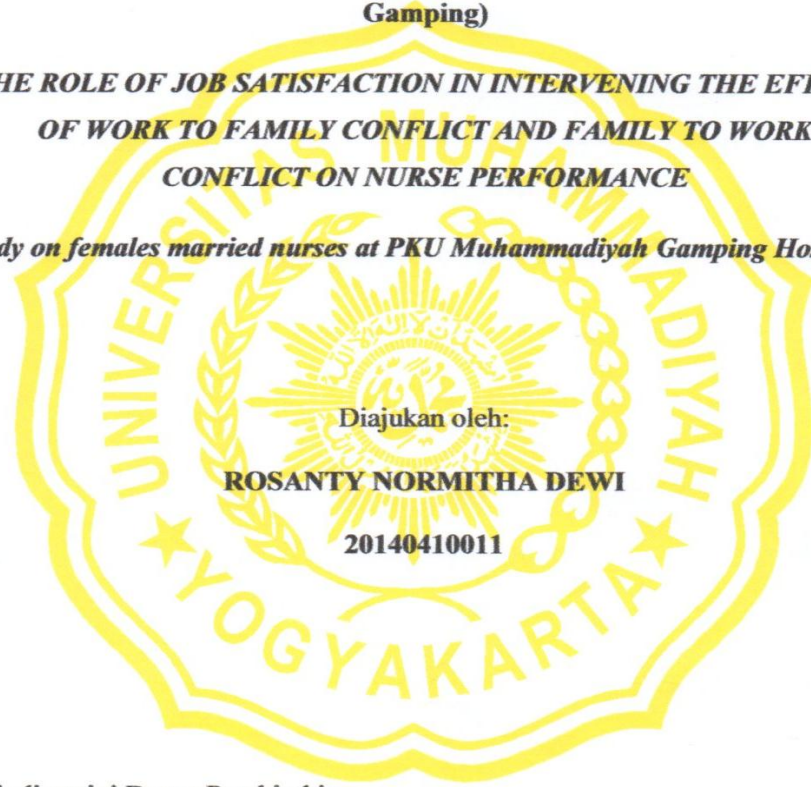 Gamping)
HE ROLE OF JOB SATISFACTION IN INTERVENING THE EF
OF WORK TO FAMILY CONFLICT AND FAMILY TO WORK
CONFLICT ON NURSE PERFORMANCE
dy on females married nurses at PKU Muhammadiyah Gamping Ho
UNIVERSITAS MUHAMMADIYAH
Diajukan oleh:
ROSANTY NORMITHA DEWI
20140410011
★YOGYAKARTA★